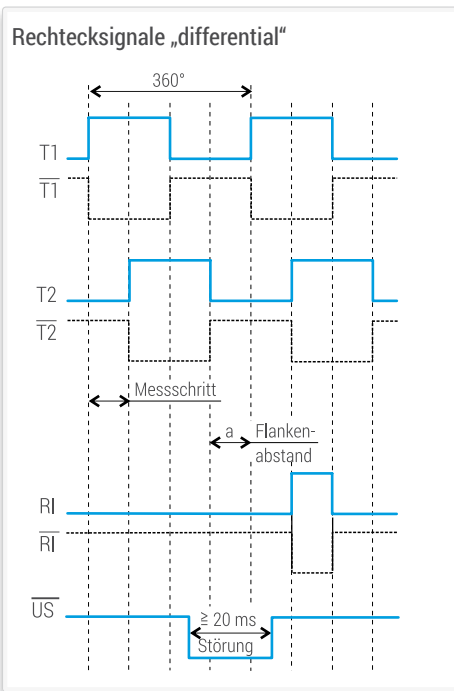 Rechtecksignale „differential“
360°
T1
T1
T2
T2
Messschritt
a Flanken-
abstand
RI
RI
US
≧ 20 ms
Störung